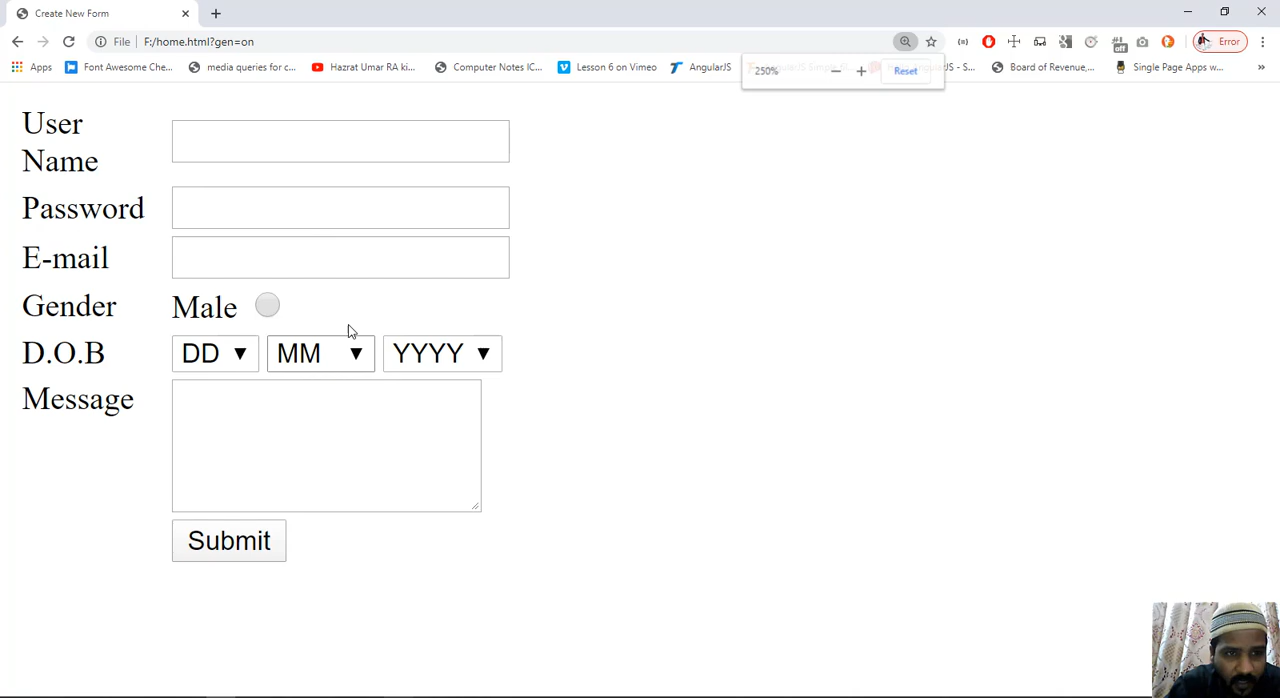 Create New Form
File F:/home.html?gen=on
Error
off
Apps Font Awesome Che... media queries for c... Hazrat Umar RA ki... Computer Notes IC... Lesson 6 on Vimeo AngularJS JS - S... Board of Revenue,... Single Page Apps w... »
250% − + Reset
User
Name
Password
E-mail
Gender Male
D.O.B DD MM YYYY
Message
Submit